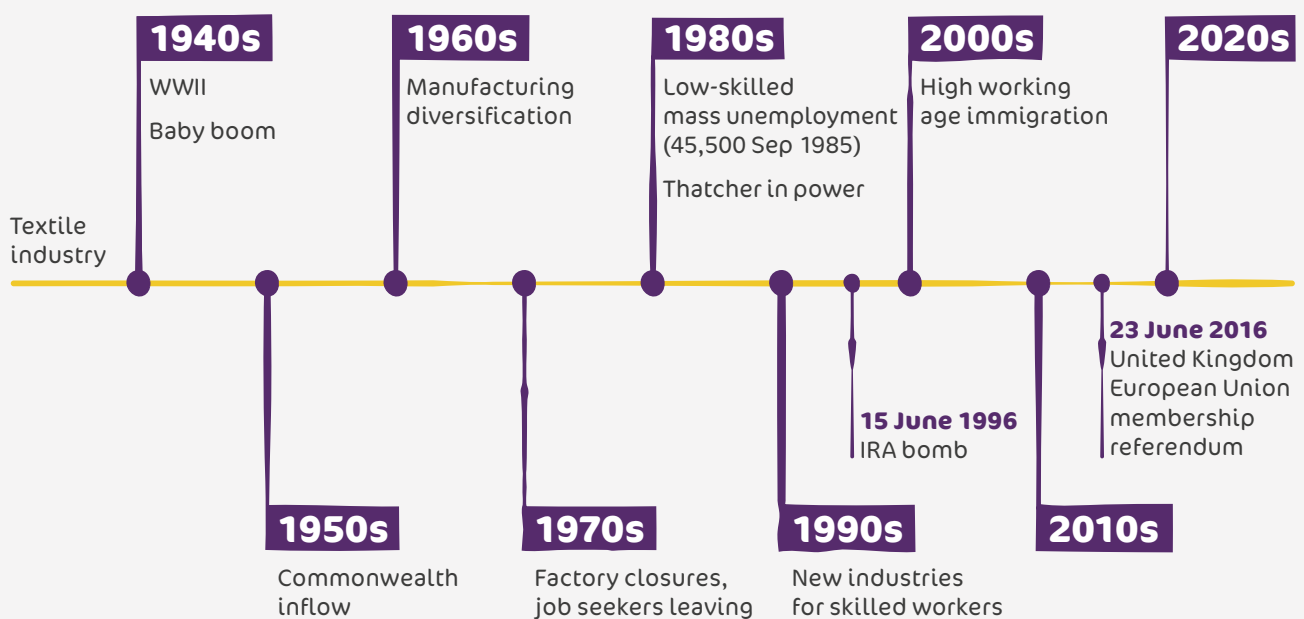 1940s
WWII
Baby boom
1960s
Manufacturing
diversification
1980s
Low-skilled
mass unemployment
(45,500 Sep 1985)
Thatcher in power
2000s
High working
age immigration
2020s
Textile
industry
15 June 1996
IRA bomb
23 June 2016
United Kingdom
European Union
membership
referendum
1950s
Commonwealth
inflow
1970s
Factory closures,
job seekers leaving
1990s
New industries
for skilled workers
2010s